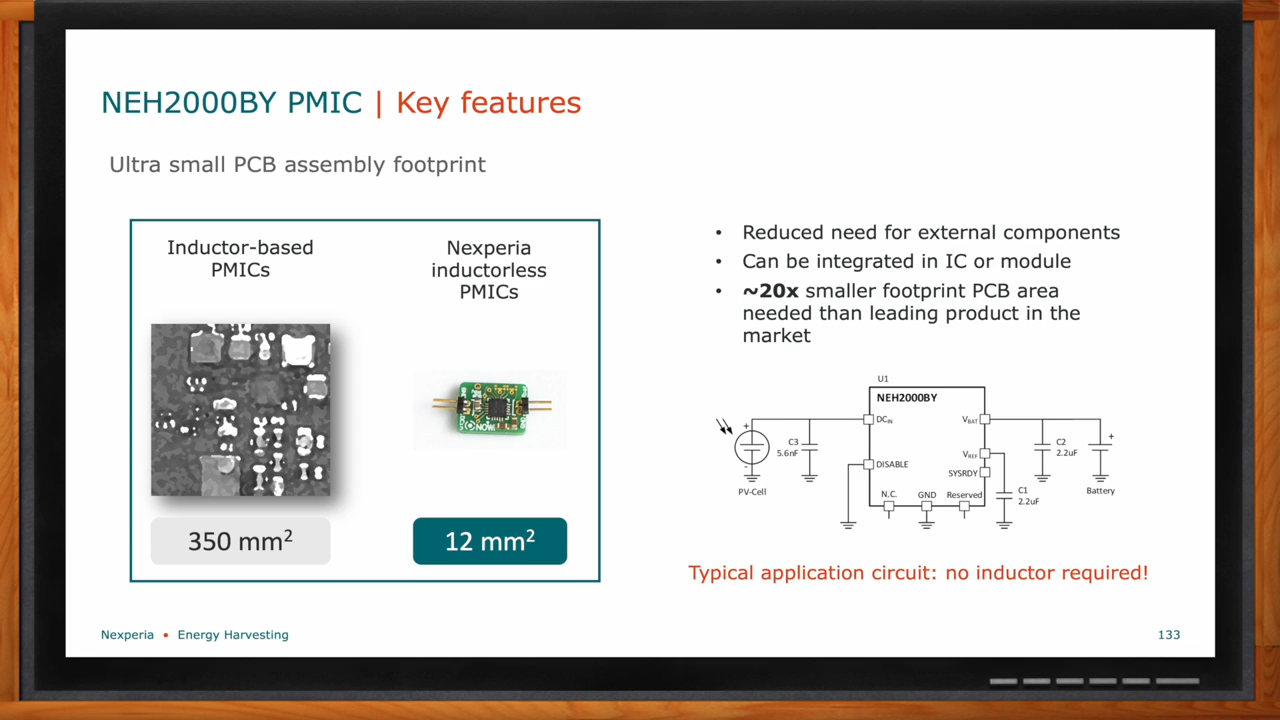 NEH2000BY PMIC | Key features
Ultra small PCB assembly footprint
Inductor-based
PMICs
Nexperia
inductorless
PMICs
350 mm²
12 mm²
• Reduced need for external components
• Can be integrated in IC or module
• ~20x smaller footprint PCB area
needed than leading product in the
market
U1
NEH2000BY
DCIN
VBAT
DISABLE
VREF
SYSRDY
N.C.
GND
Reserved
+
-
PV-Cell
C3
5.6nF
C2
2.2uF
C1
2.2uF
+
Battery
Typical application circuit: no inductor required!
Nexperia • Energy Harvesting
133